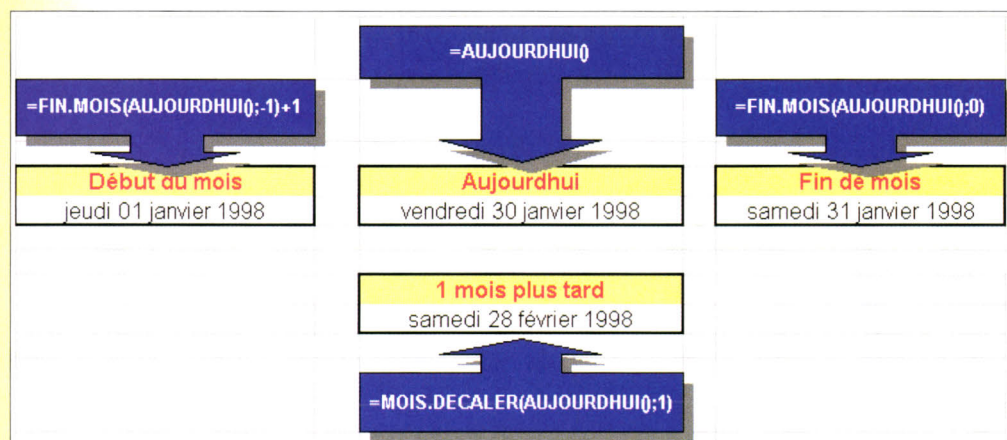 =AUJOURDHUI()
=FIN.MOIS(AUJOURDHUI();-1)+1
=FIN.MOIS(AUJOURDHUI();0)
Début du mois
jeudi 01 janvier 1998
Aujourdhui
vendredi 30 janvier 1998
Fin de mois
samedi 31 janvier 1998
1 mois plus tard
samedi 28 février 1998
=MOIS.DECALER(AUJOURDHUI();1)